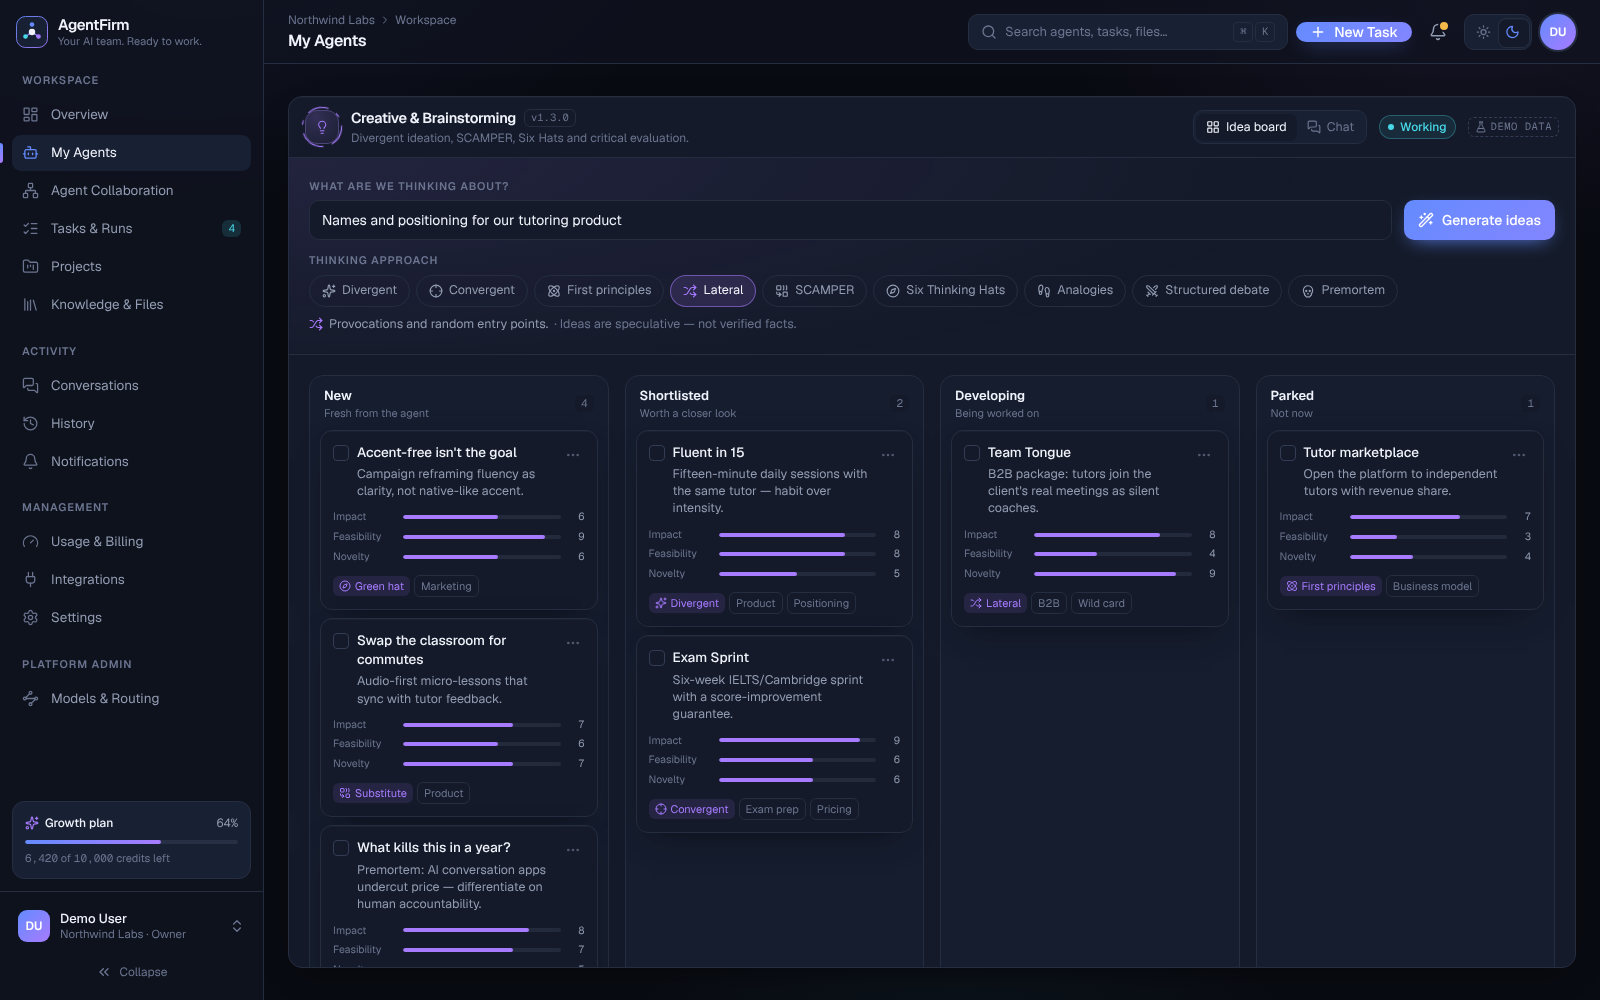 AgentFirm
Your AI team. Ready to work.
WORKSPACE
Overview
My Agents
Agent Collaboration
Tasks & Runs
4
Projects
Knowledge & Files
ACTIVITY
Conversations
History
Notifications
MANAGEMENT
Usage & Billing
Integrations
Settings
PLATFORM ADMIN
Models & Routing
Growth plan
64%
6,420 of 10,000 credits left
DU
Demo User
Northwind Labs · Owner
Collapse
Northwind Labs > Workspace
My Agents
Search agents, tasks, files...
⌘ K
New Task
DU
Creative & Brainstorming
v1.3.0
Divergent ideation, SCAMPER, Six Hats and critical evaluation.
Idea board
Chat
Working
DEMO DATA
WHAT ARE WE THINKING ABOUT?
Names and positioning for our tutoring product
Generate ideas
THINKING APPROACH
Divergent
Convergent
First principles
Lateral
SCAMPER
Six Thinking Hats
Analogies
Structured debate
Premortem
Provocations and random entry points. · Ideas are speculative — not verified facts.
New
Fresh from the agent
4
Accent-free isn't the goal
Campaign reframing fluency as
clarity, not native-like accent.
Impact 6
Feasibility 9
Novelty 6
Green hat
Marketing
Swap the classroom for
commutes
Audio-first micro-lessons that
sync with tutor feedback.
Impact 7
Feasibility 6
Novelty 7
Substitute
Product
What kills this in a year?
Premortem: AI conversation apps
undercut price — differentiate on
human accountability.
Impact 8
Feasibility 7
Shortlisted
Worth a closer look
2
Fluent in 15
Fifteen-minute daily sessions with
the same tutor — habit over
intensity.
Impact 8
Feasibility 8
Novelty 5
Divergent
Product
Positioning
Exam Sprint
Six-week IELTS/Cambridge sprint
with a score-improvement
guarantee.
Impact 9
Feasibility 6
Novelty 6
Convergent
Exam prep
Pricing
Developing
Being worked on
1
Team Tongue
B2B package: tutors join the
client's real meetings as silent
coaches.
Impact 8
Feasibility 4
Novelty 9
Lateral
B2B
Wild card
Parked
Not now
1
Tutor marketplace
Open the platform to independent
tutors with revenue share.
Impact 7
Feasibility 3
Novelty 4
First principles
Business model